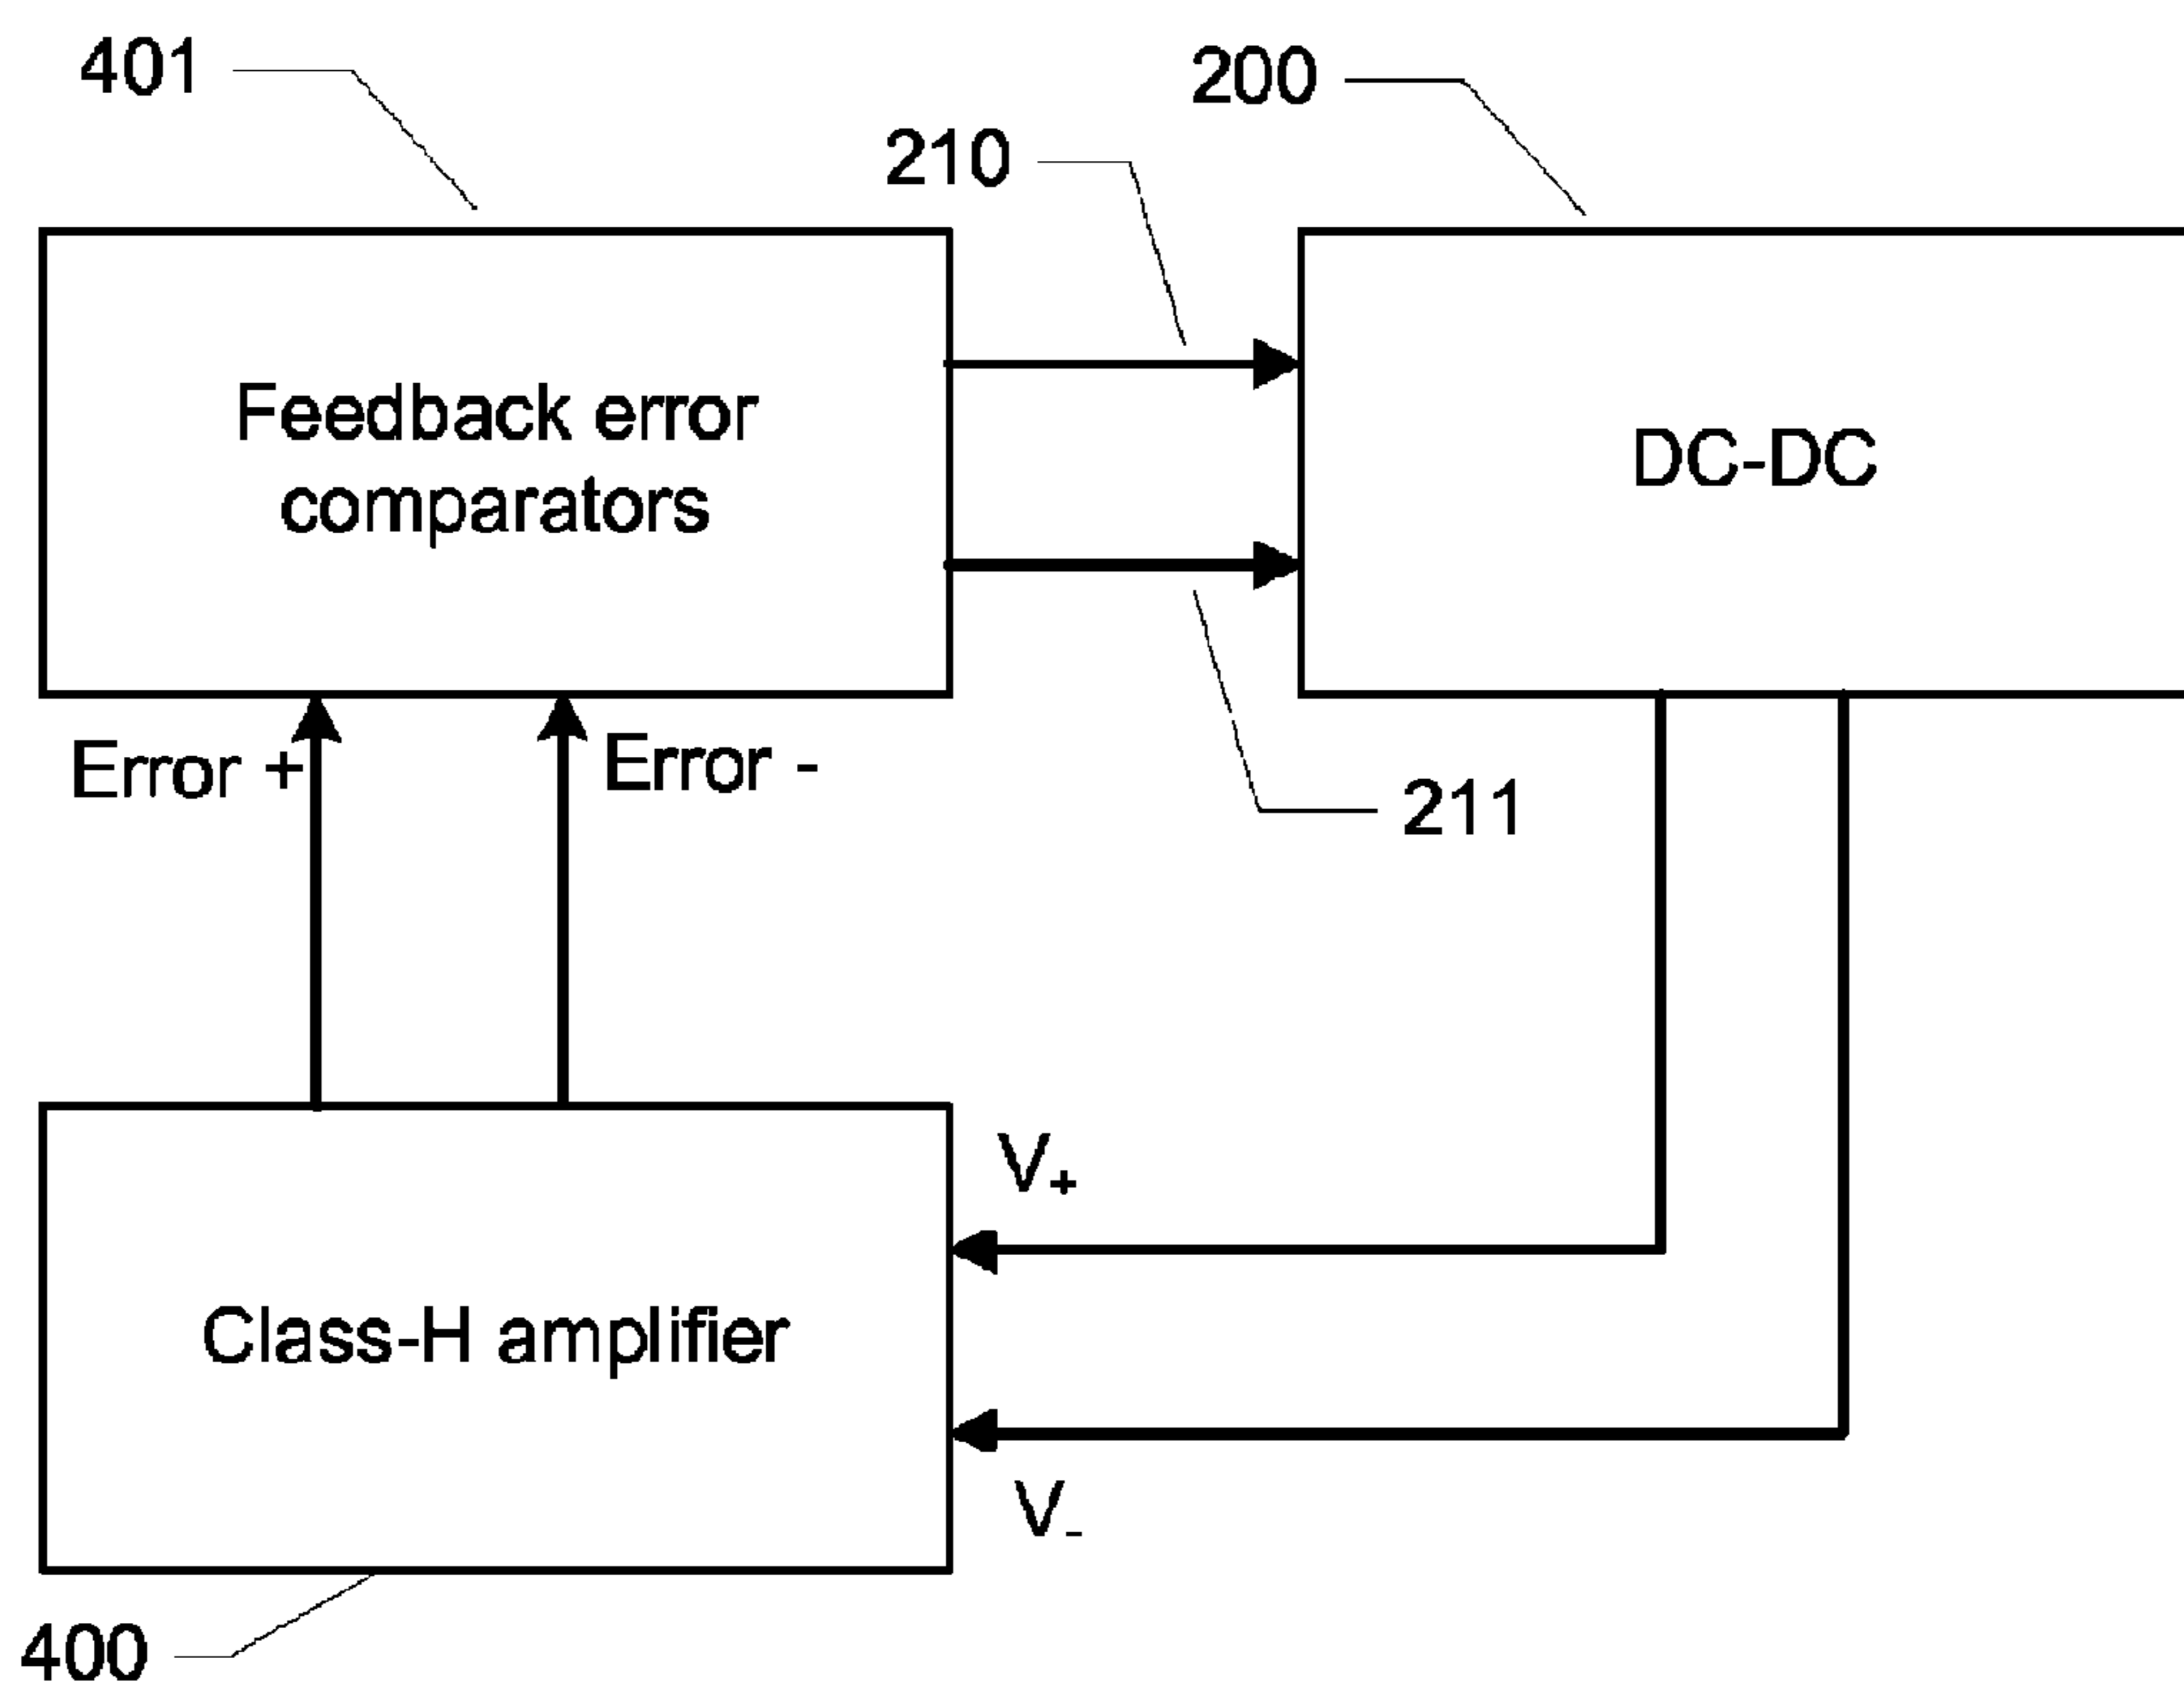 401
200
210
Feedback error
comparators
DC-DC
Error +
Error -
211
V+
Class-H amplifier
V-
400